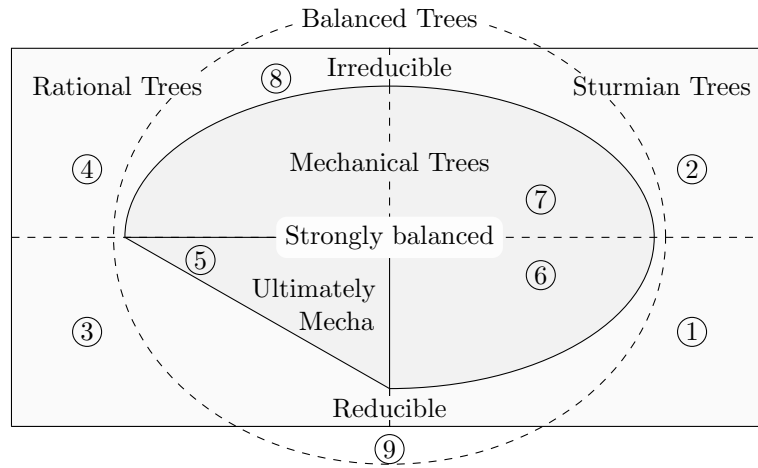 Balanced Trees
Irreducible
⑧
Rational Trees
Sturmian Trees
Mechanical Trees
④
②
⑦
Strongly balanced
⑤
⑥
Ultimately
Mecha
③
①
Reducible
⑨